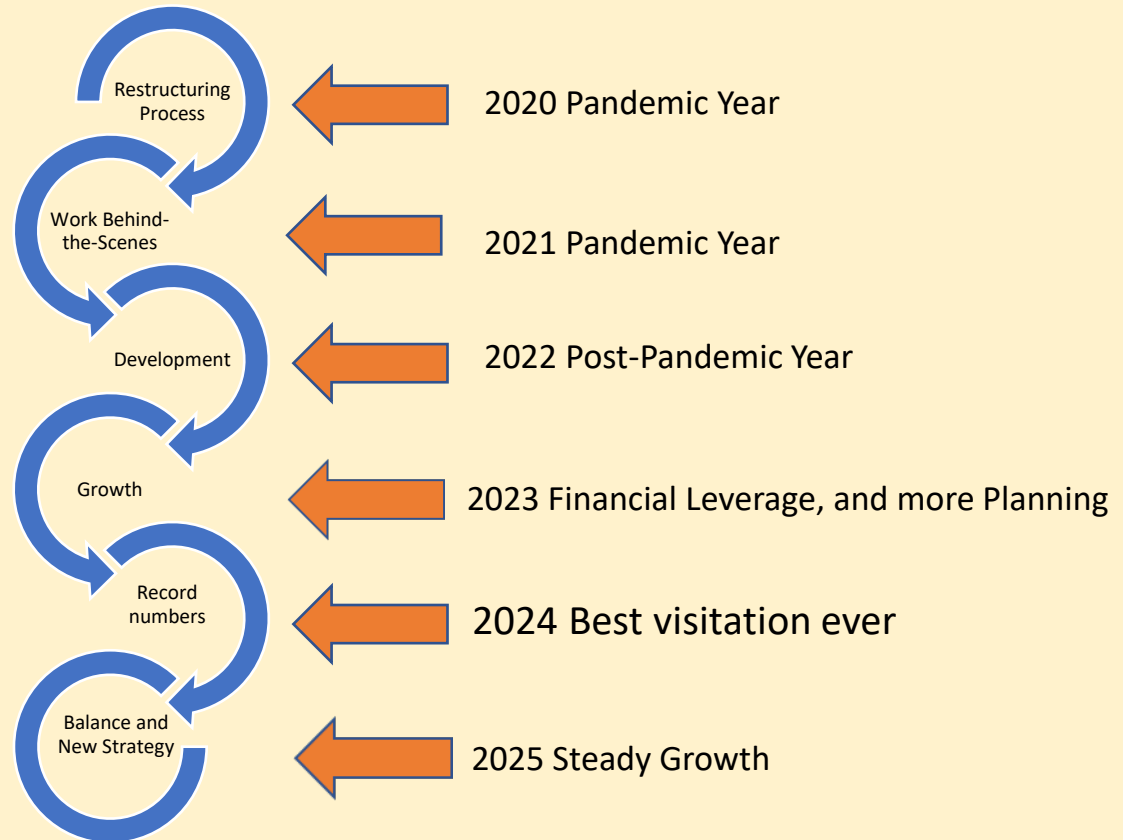 Restructuring
Process
2020 Pandemic Year
Work Behind-
the-Scenes
2021 Pandemic Year
Development
2022 Post-Pandemic Year
Growth
2023 Financial Leverage, and more Planning
Record
numbers
2024 Best visitation ever
Balance and
New Strategy
2025 Steady Growth